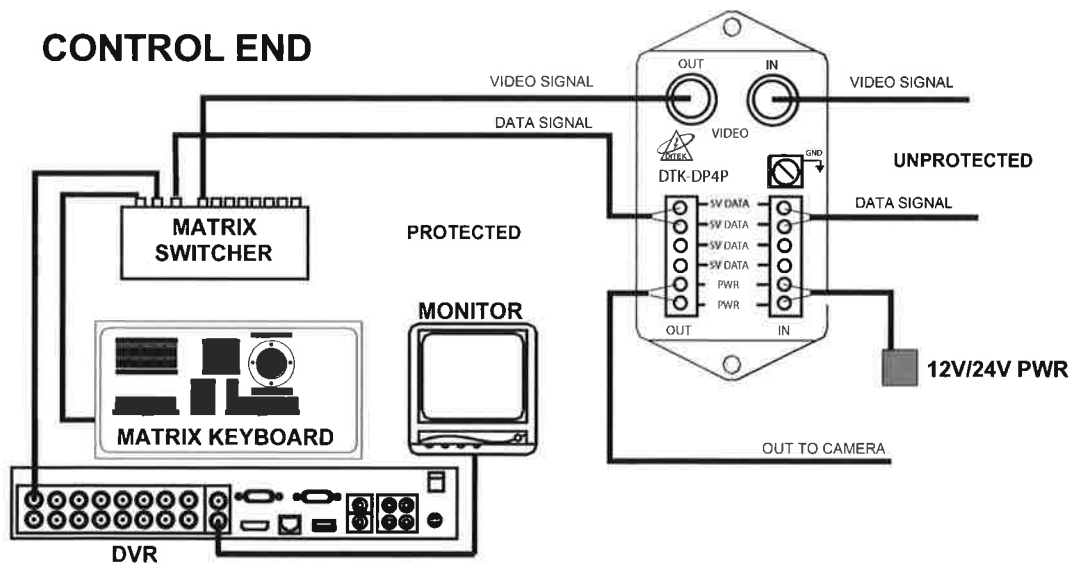 CONTROL END
OUT
IN
VIDEO SIGNAL
VIDEO SIGNAL
DATA SIGNAL
VIDEO
DITEK
GND
UNPROTECTED
DTK-DP4P
5V DATA
DATA SIGNAL
5V DATA
MATRIX
SWITCHER
PROTECTED
5V DATA
5V DATA
PWR
PWR
MONITOR
OUT
IN
12V/24V PWR
MATRIX KEYBOARD
OUT TO CAMERA
DVR